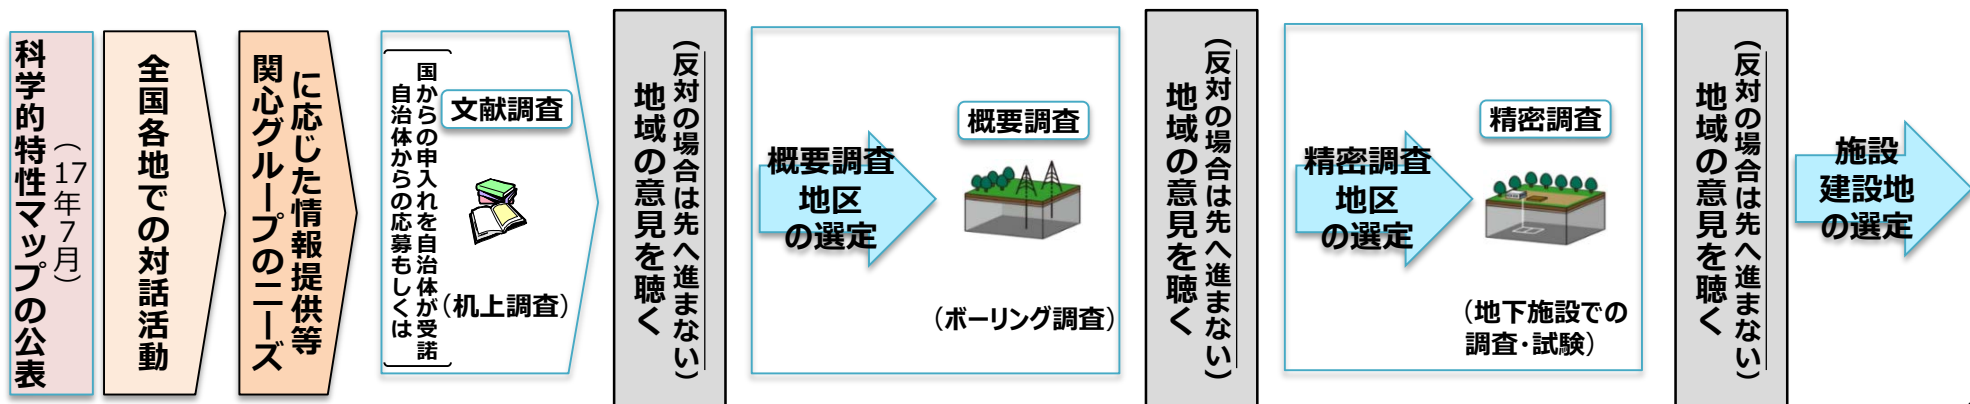 科学的特性マップの公表
（17年7月）
全国各地での対話活動
関心グループのニーズ
に応じた情報提供等
自治体からの応募もしくは
国からの申入れを自治体が受諾
文献調査
（机上調査）
地域の意見を聴く
（反対の場合は先へ進まない）
概要調査
地区
の選定
概要調査
（ボーリング調査）
地域の意見を聴く
（反対の場合は先へ進まない）
精密調査
地区
の選定
精密調査
（地下施設での
調査・試験）
地域の意見を聴く
（反対の場合は先へ進まない）
施設
建設地
の選定